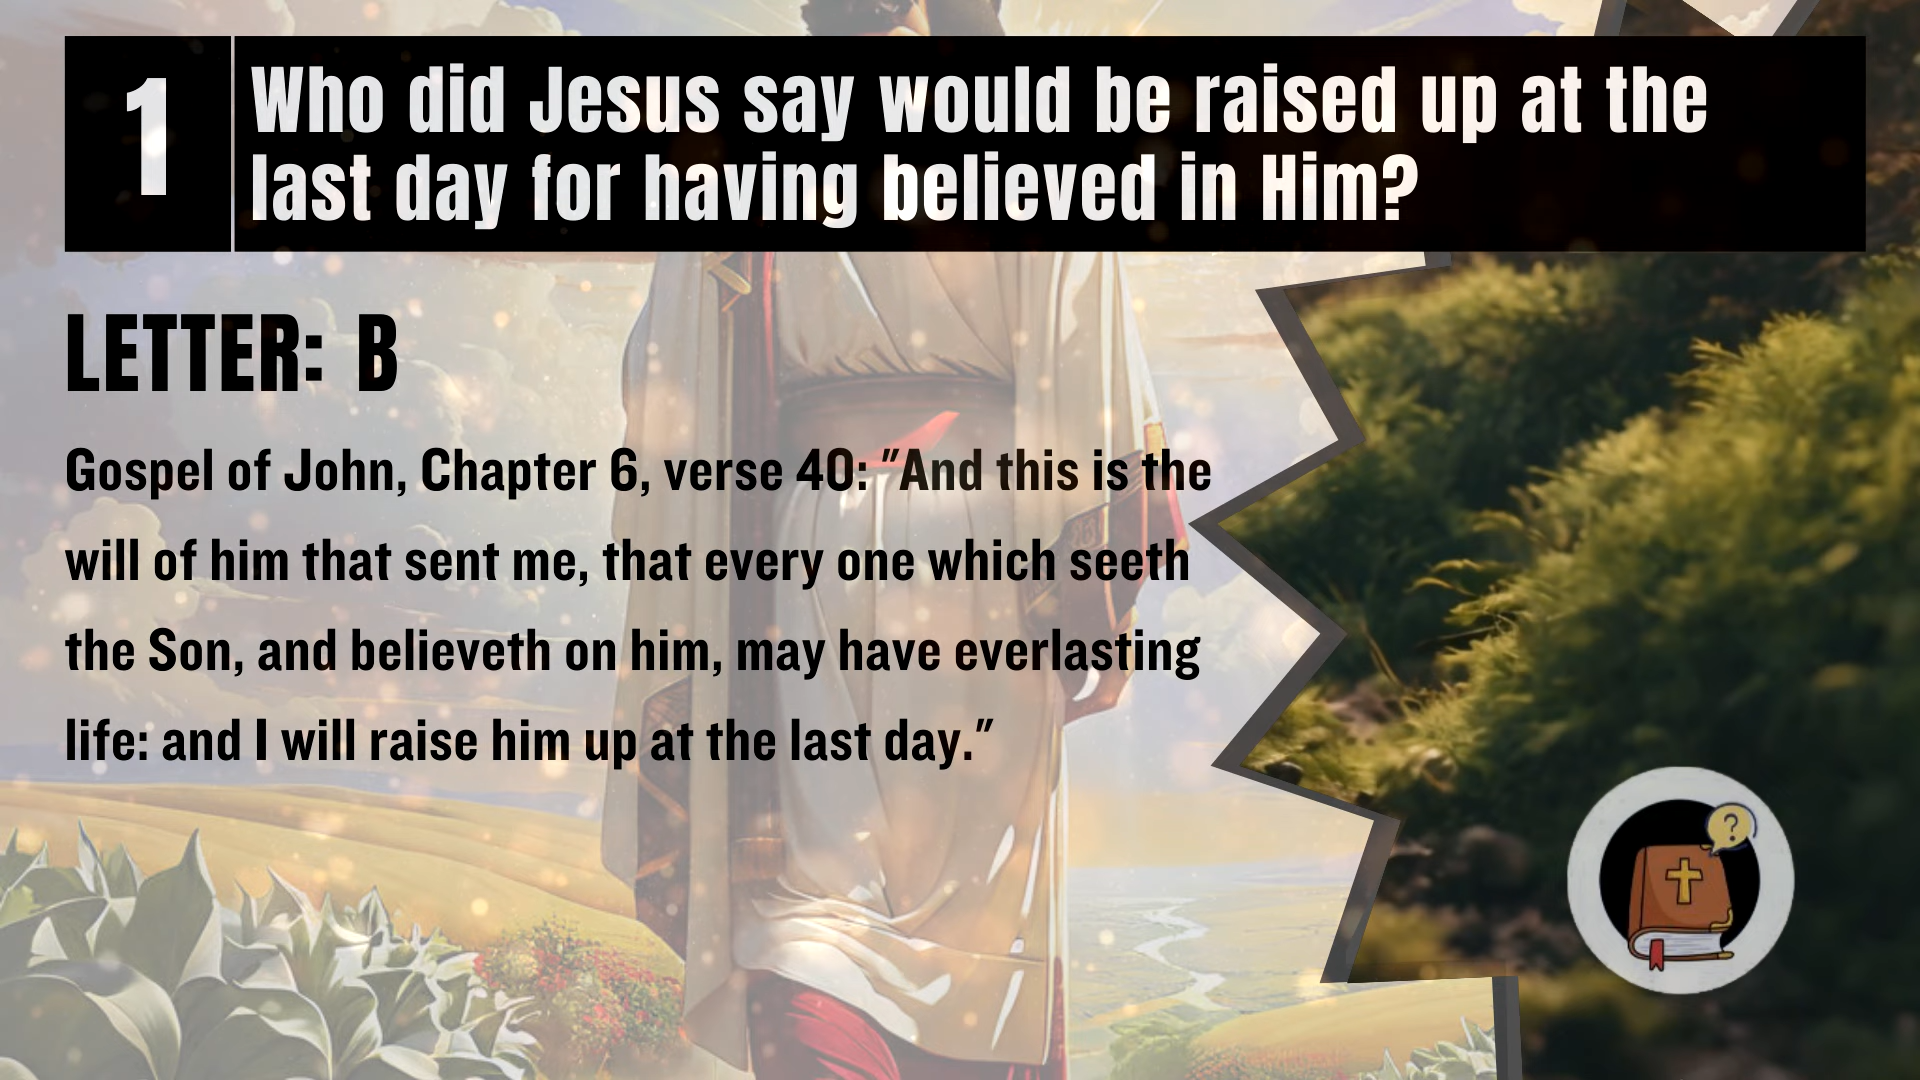 1
Who did Jesus say would be raised up at the
last day for having believed in Him?
LETTER: B
Gospel of John, Chapter 6, verse 40: "And this is the
will of him that sent me, that every one which seeth
the Son, and believeth on him, may have everlasting
life: and I will raise him up at the last day."
?